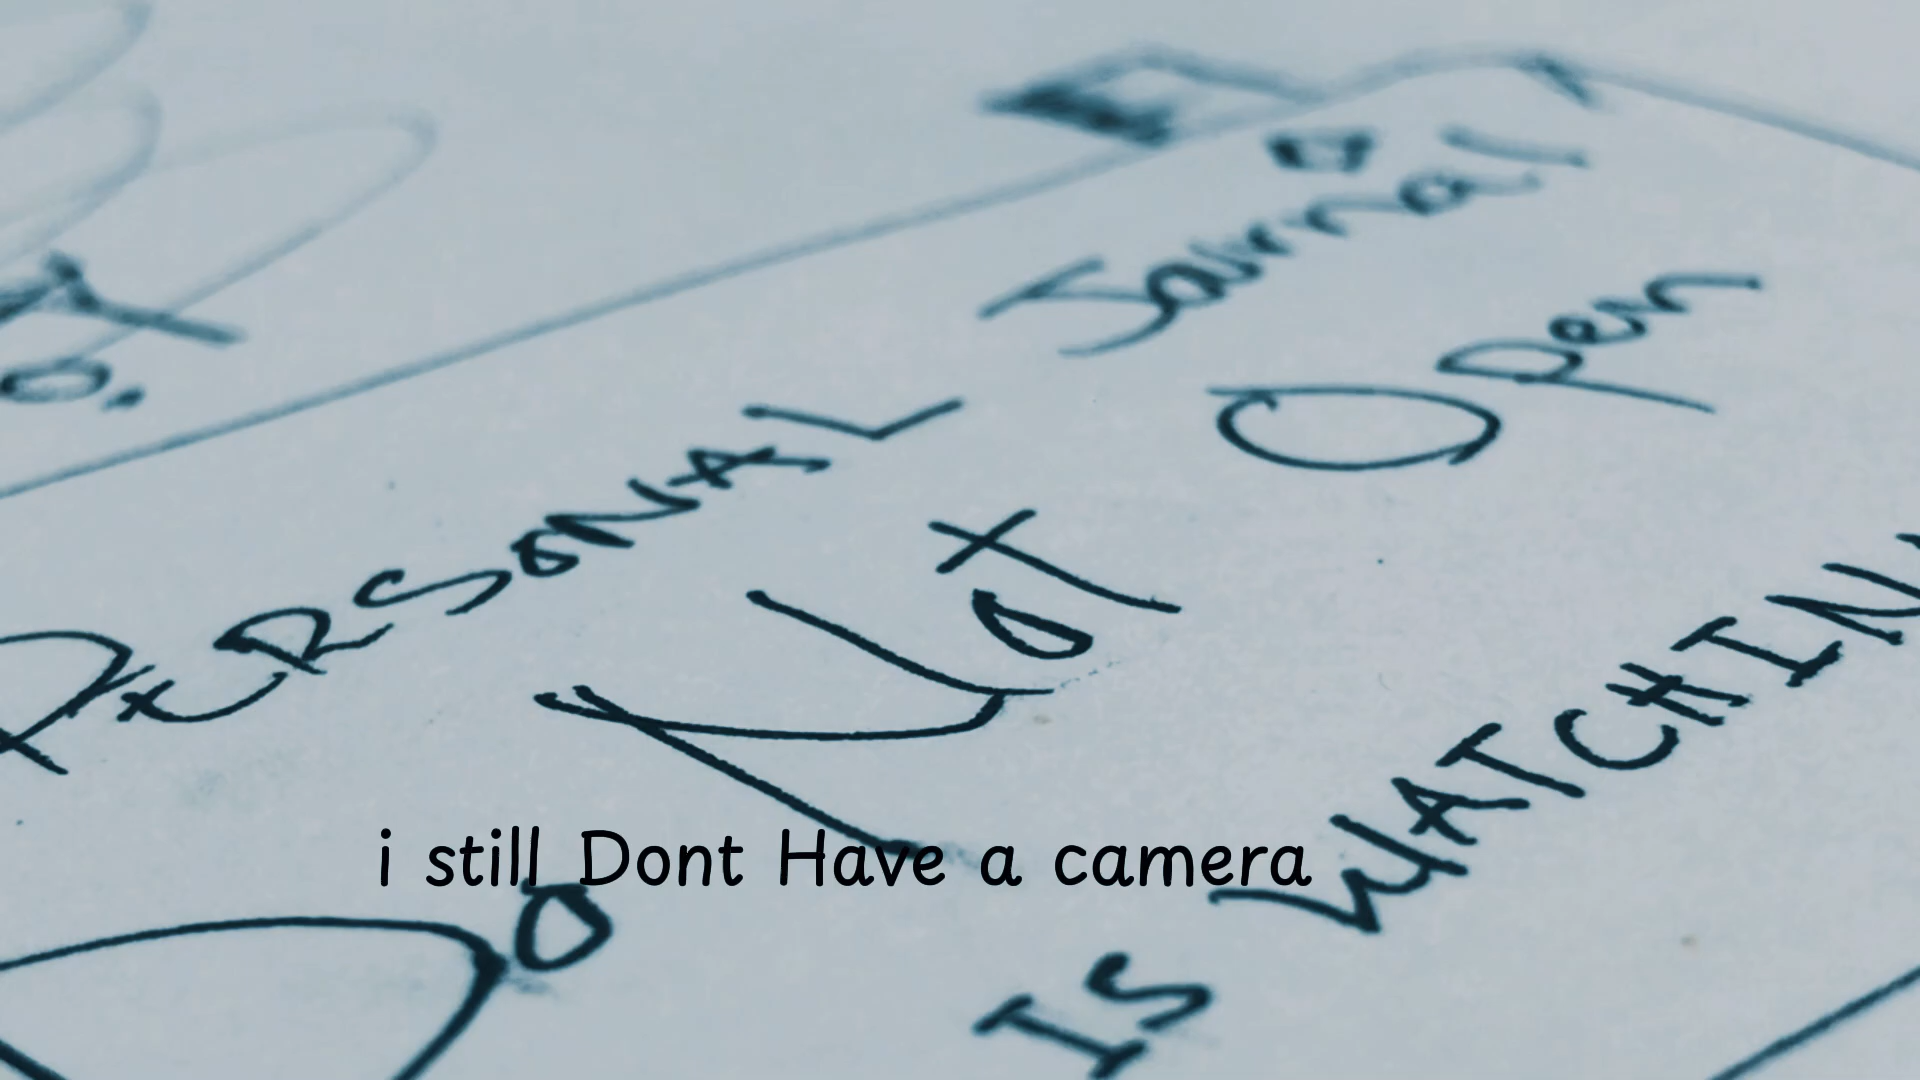 PERSONAL Journal
Do Not Open
IS WATCHIN
i still Dont Have a camera